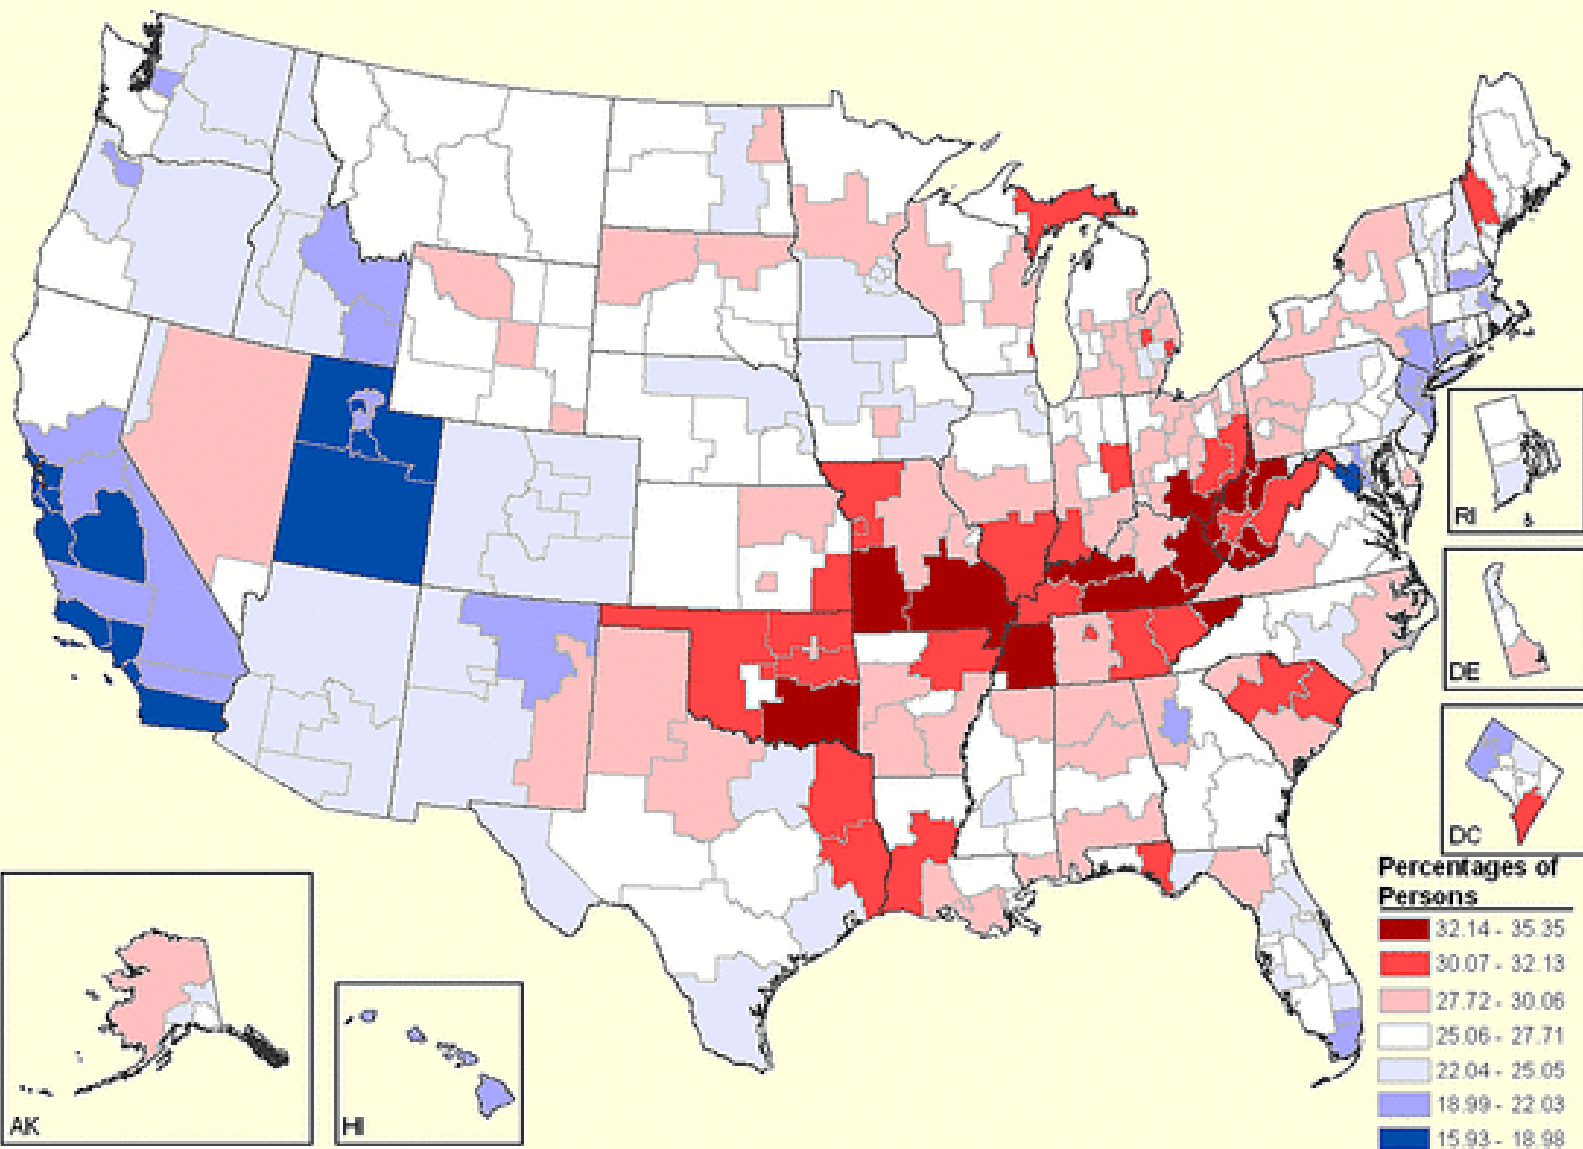 RI
DE
DC
AK
HI
Percentages of
Persons
32.14 - 35.35
30.07 - 32.13
27.72 - 30.06
25.06 - 27.71
22.04 - 25.05
18.99 - 22.03
15.93 - 18.98